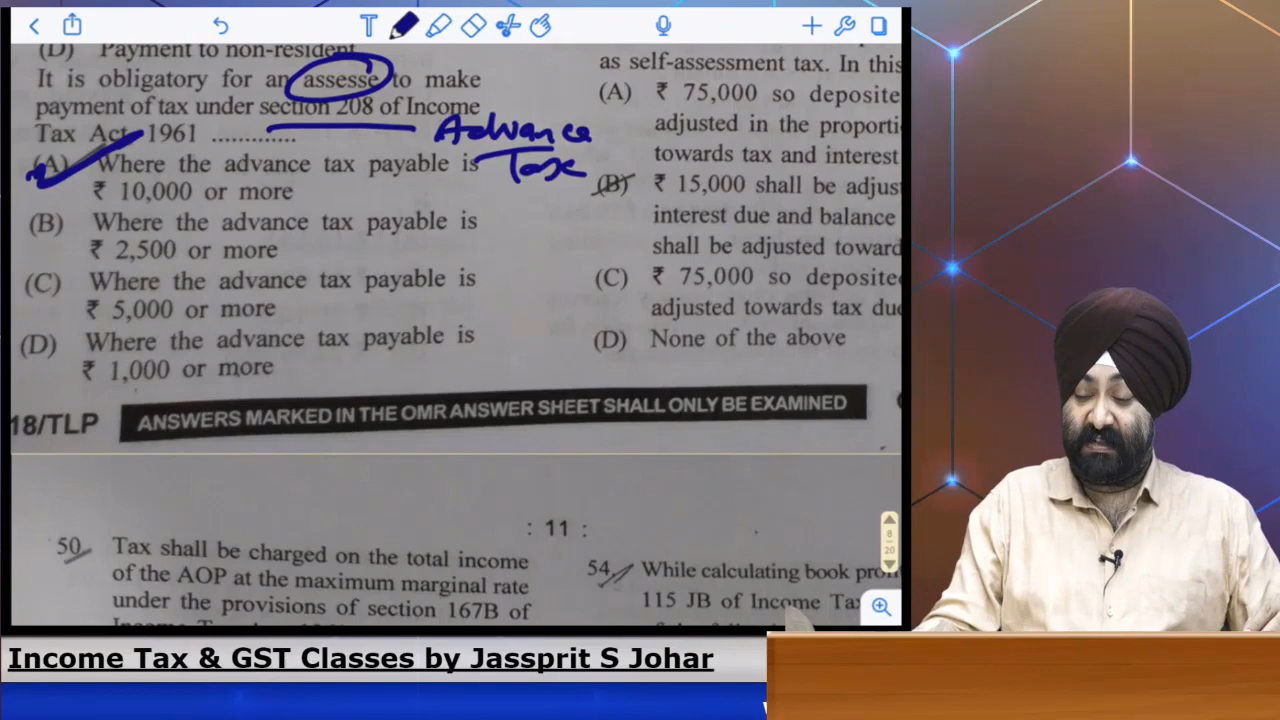 (D) Payment to non-resident
It is obligatory for an assesse to make
payment of tax under section 208 of Income
Tax Act, 1961 .............
Advance
Tax
(A) Where the advance tax payable is
₹ 10,000 or more
(B) Where the advance tax payable is
₹ 2,500 or more
(C) Where the advance tax payable is
₹ 5,000 or more
(D) Where the advance tax payable is
₹ 1,000 or more
as self-assessment tax. In this
(A) ₹ 75,000 so deposite
adjusted in the proporti
towards tax and interest
(B) ₹ 15,000 shall be adjus
interest due and balance
shall be adjusted toward
(C) ₹ 75,000 so deposite
adjusted towards tax due
(D) None of the above
18/TLP
ANSWERS MARKED IN THE OMR ANSWER SHEET SHALL ONLY BE EXAMINED
: 11 :
50. Tax shall be charged on the total income
of the AOP at the maximum marginal rate
under the provisions of section 167B of
54. While calculating book prof
115 JB of Income Tax
8
20
Income Tax & GST Classes by Jassprit S Johar